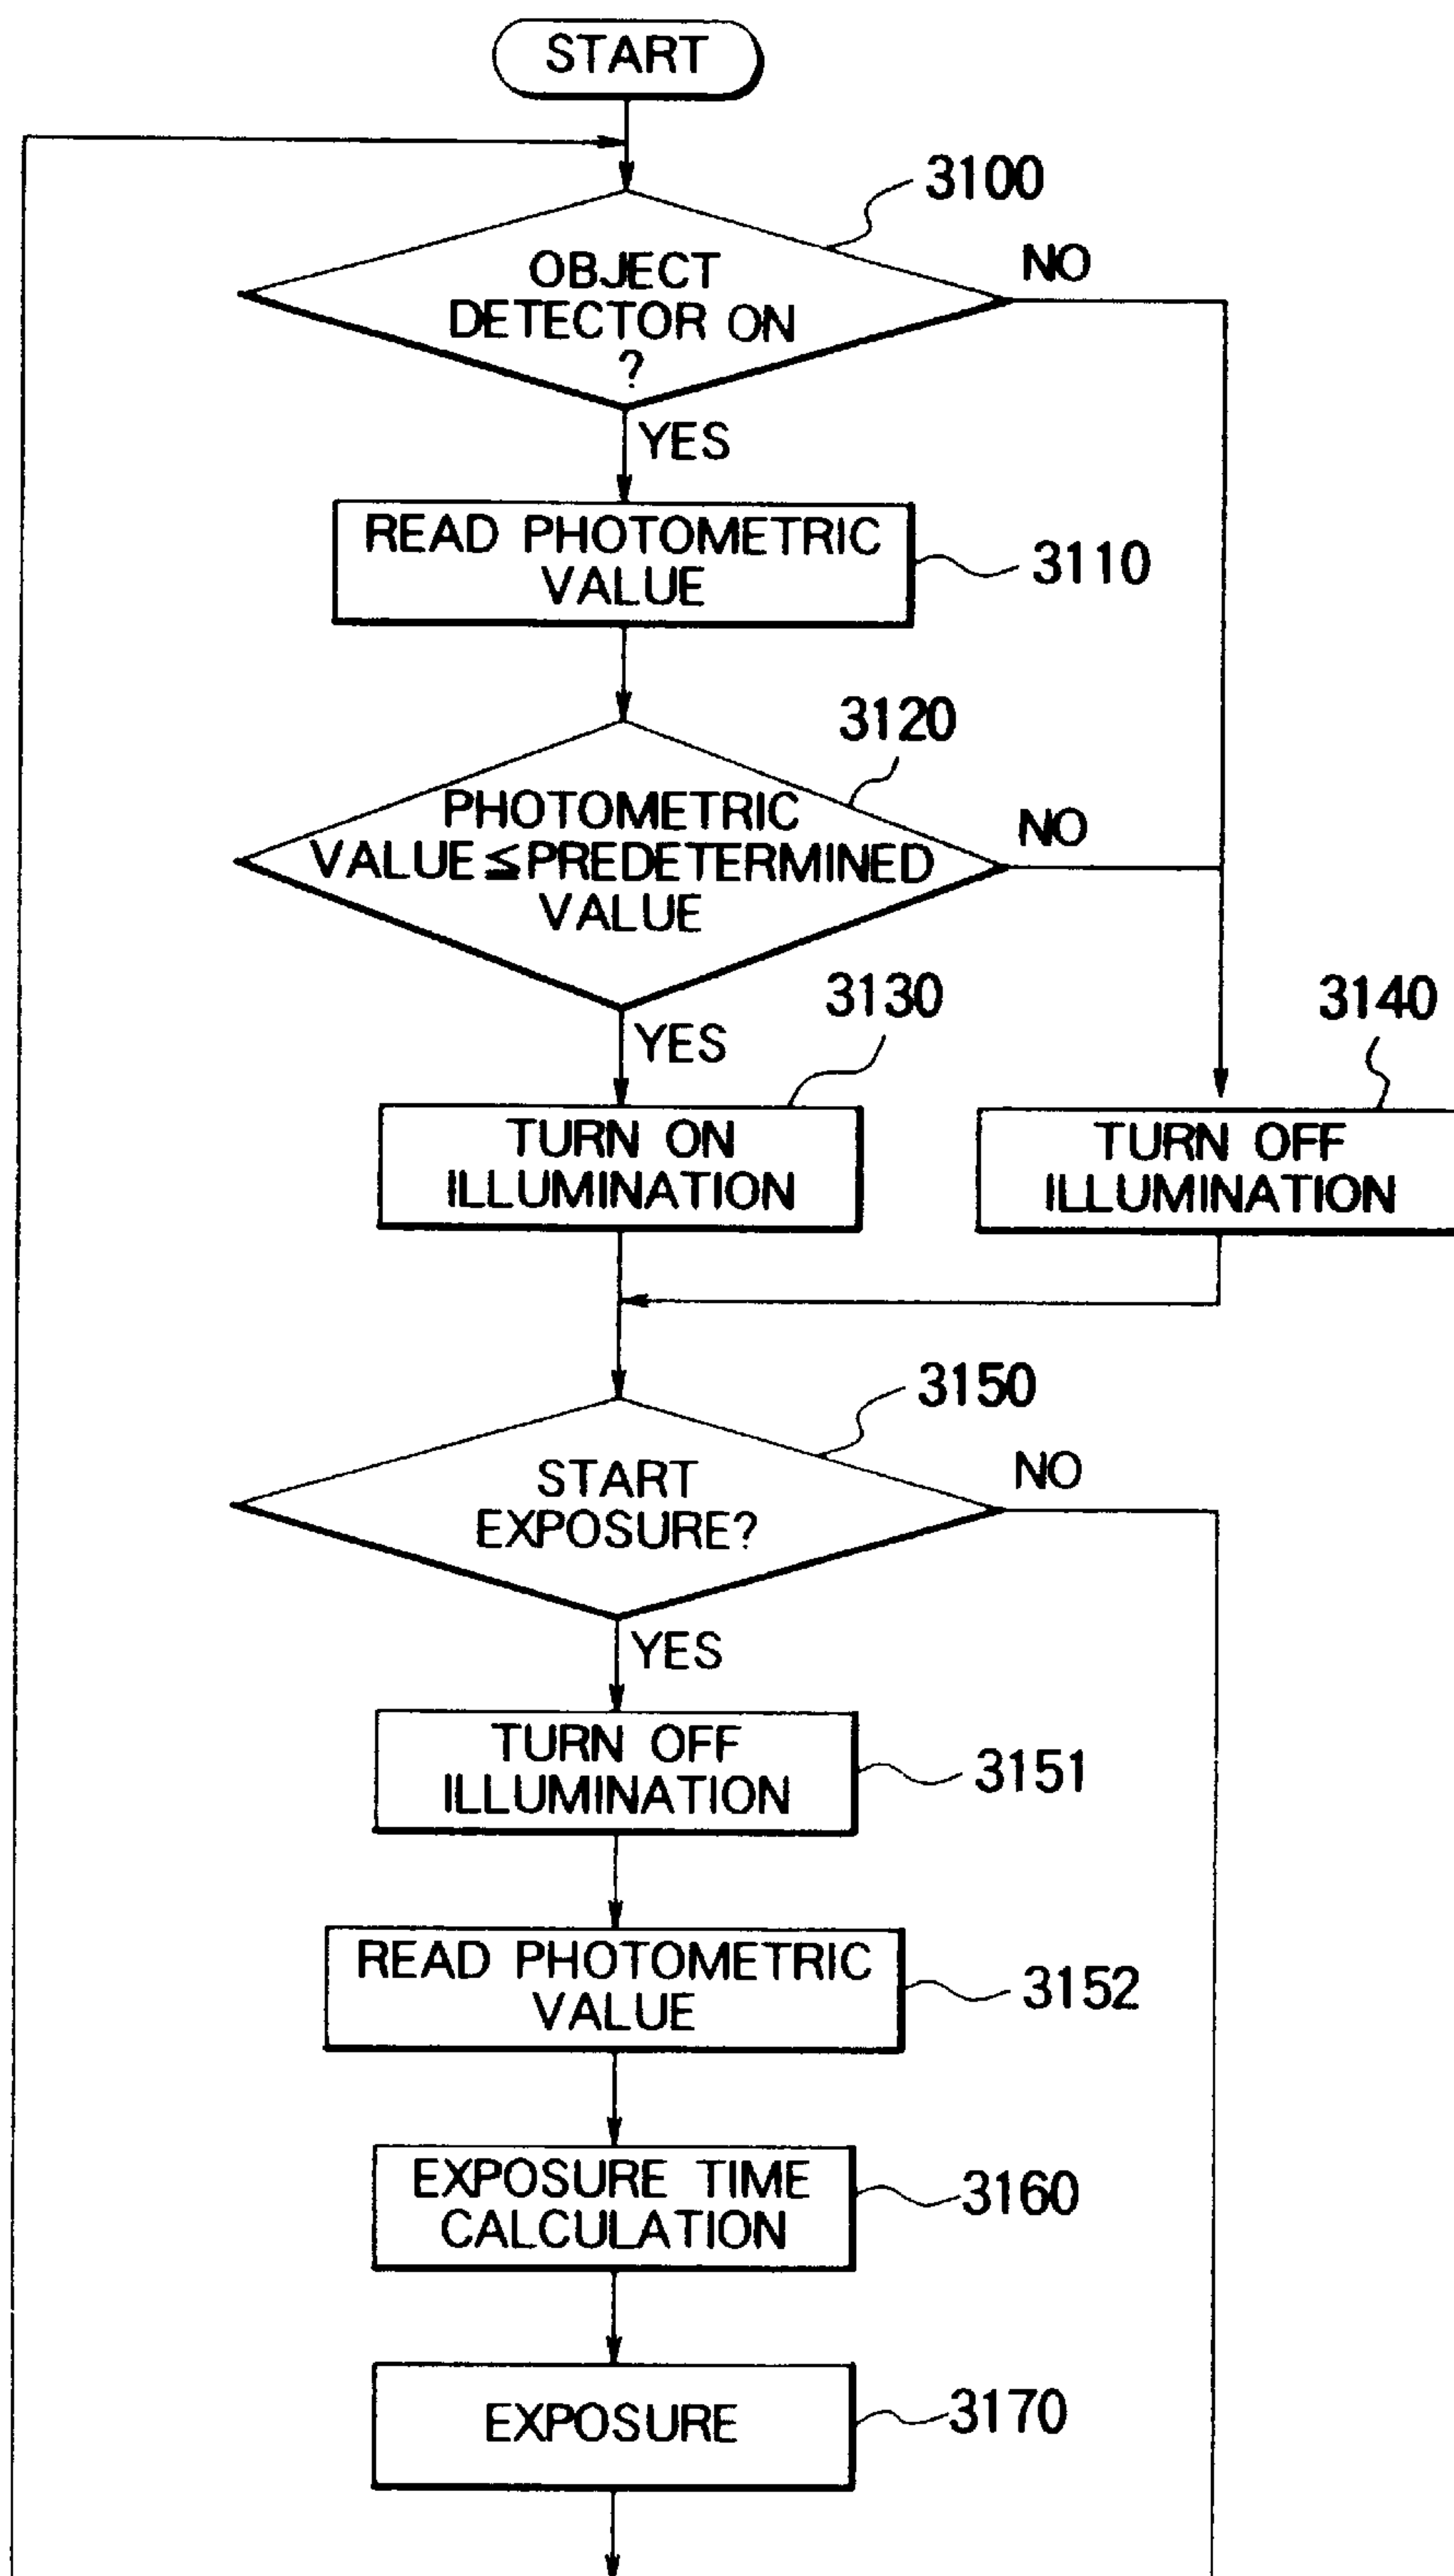 START
3100
OBJECT
DETECTOR ON
?
NO
YES
READ PHOTOMETRIC
VALUE
3110
3120
PHOTOMETRIC
VALUE≦PREDETERMINED
VALUE
NO
YES
3130
3140
TURN ON
ILLUMINATION
TURN OFF
ILLUMINATION
3150
START
EXPOSURE?
NO
YES
TURN OFF
ILLUMINATION
3151
READ PHOTOMETRIC
VALUE
3152
EXPOSURE TIME
CALCULATION
3160
EXPOSURE
3170